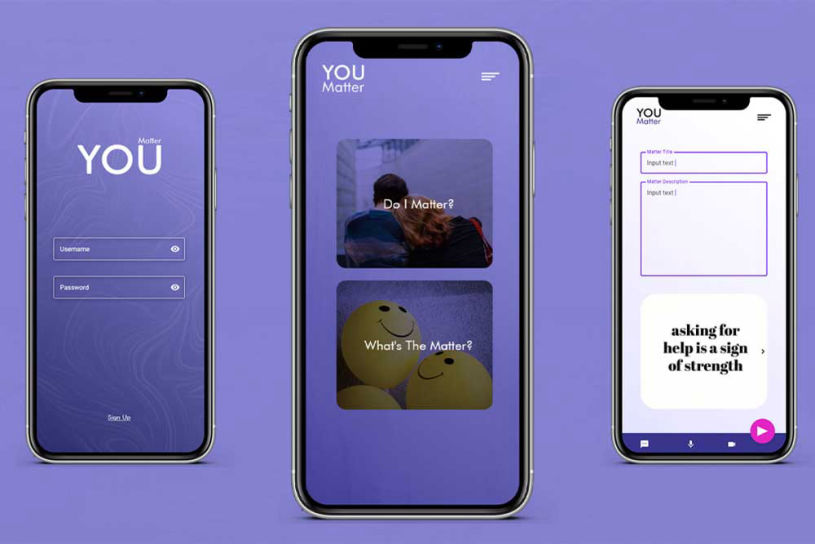 Matter
YOU
Username
Password
Sign Up
YOU
Matter
Do I Matter?
What's The Matter?
YOU
Matter
Matter Title
Input text |
Matter Description
Input text |
asking for
help is a sign
of strength